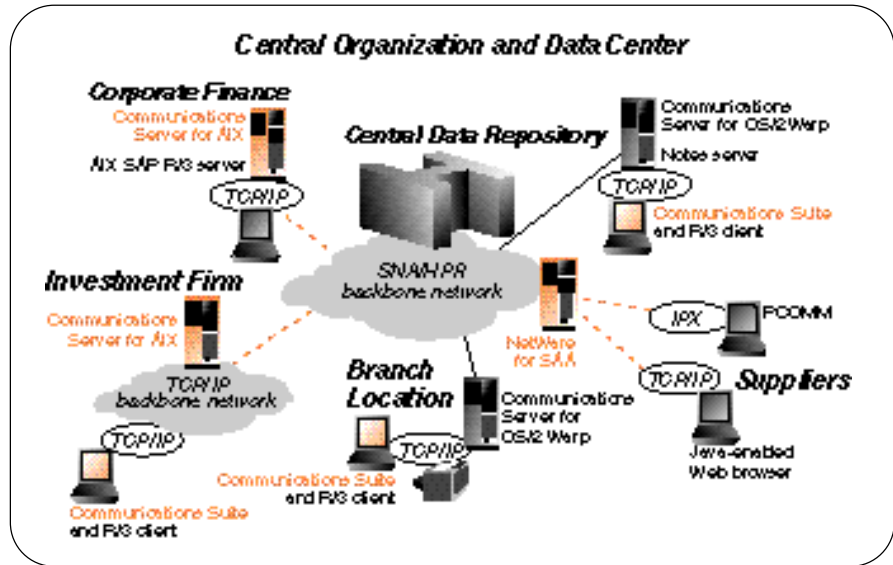 Central Organization and Data Center
Corporate Finance
Communications
Server for AIX
AIX SAP R/3 server
TCP/IP
Central Data Repository
Communications
Server for OS/2 Warp
Notes server
TCP/IP
Communications Suite
and R/3 client
SNA/HPR
backbone network
Investment Firm
Communications
Server for AIX
TCP/IP
backbone network
TCP/IP
Communications Suite
and R/3 client
Branch
Location
TCP/IP
Communications Suite
and R/3 client
Communications
Server for
OS/2 Warp
NetWare
for SAA
IPX
PCOMM
TCP/IP
Suppliers
Java-enabled
Web browser